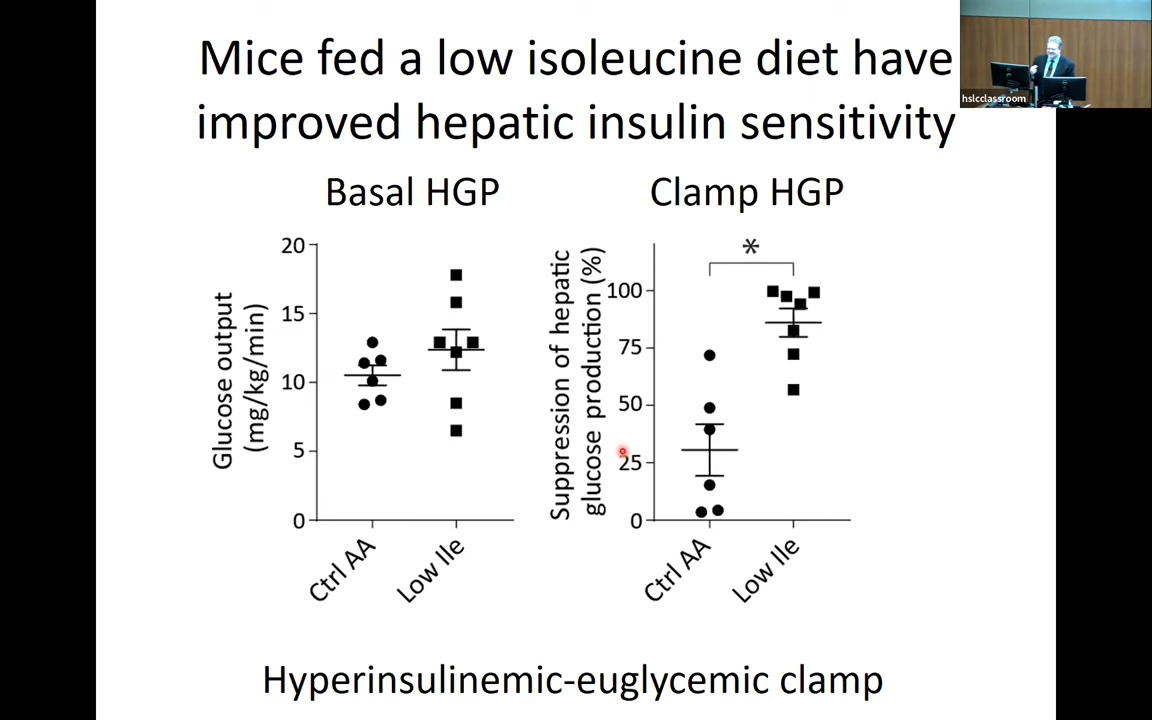 Mice fed a low isoleucine diet have
improved hepatic insulin sensitivity
hslcclassroom
Basal HGP
Glucose output
(mg/kg/min)
20
15
10
5
0
Ctrl AA
Low Ile
Clamp HGP
Suppression of hepatic
glucose production (%)
*
100
75
50
25
0
Ctrl AA
Low Ile
Hyperinsulinemic-euglycemic clamp